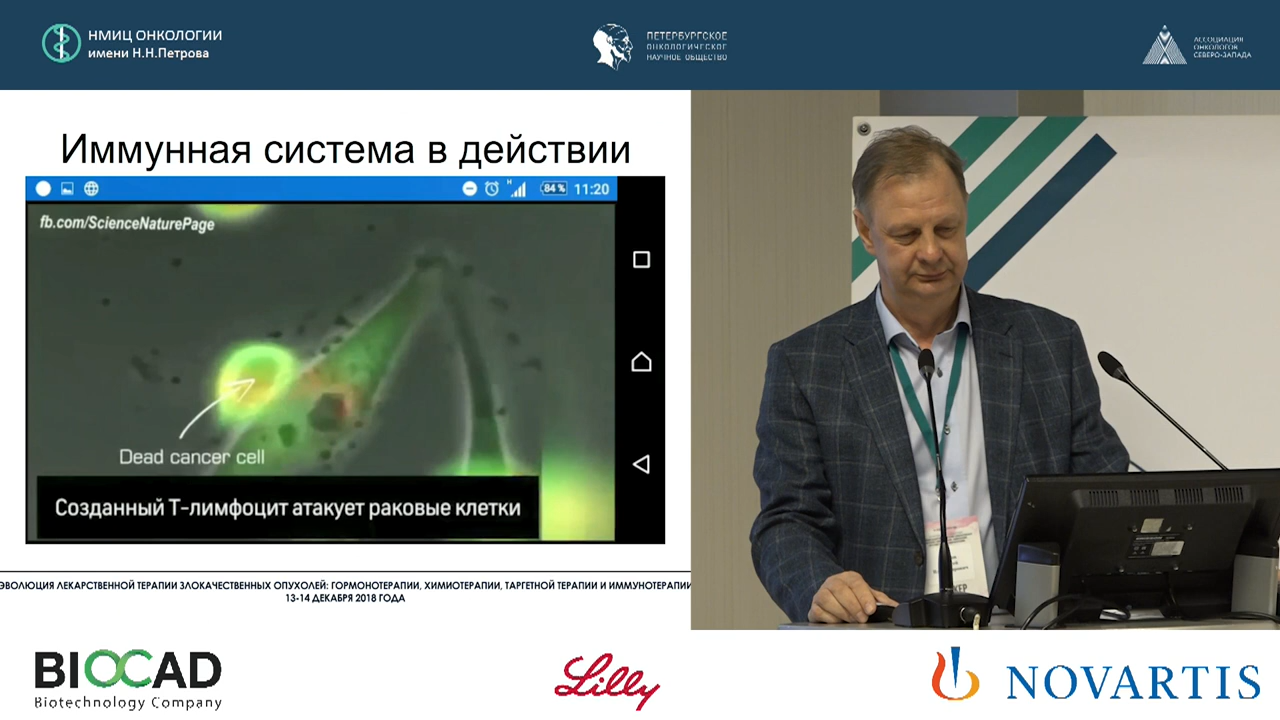 НМИЦ ОНКОЛОГИИ
имени Н.Н.Петрова
ПЕТЕРБУРГСКОЕ
ОНКОЛОГИЧЕСКОЕ
НАУЧНОЕ ОБЩЕСТВО
АССОЦИАЦИЯ
ОНКОЛОГОВ
СЕВЕРО-ЗАПАДА
Иммунная система в действии
H 84% 11:20
fb.com/ScienceNaturePage
Dead cancer cell
Созданный Т-лимфоцит атакует раковые клетки
ЭВОЛЮЦИЯ ЛЕКАРСТВЕННОЙ ТЕРАПИИ ЗЛОКАЧЕСТВЕННЫХ ОПУХОЛЕЙ: ГОРМОНОТЕРАПИИ, ХИМИОТЕРАПИИ, ТАРГЕТНОЙ ТЕРАПИИ И ИММУНОТЕРАПИИ
13-14 ДЕКАБРЯ 2018 ГОДА
BIOCAD
Biotechnology Company
Lilly
NOVARTIS